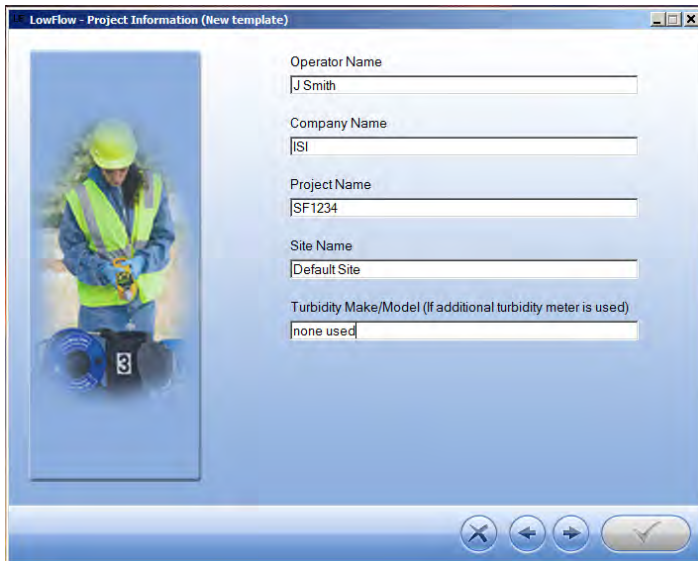 LowFlow - Project Information (New template)
Operator Name
J Smith
Company Name
ISI
Project Name
SF1234
Site Name
Default Site
Turbidity Make/Model (If additional turbidity meter is used)
none used
3